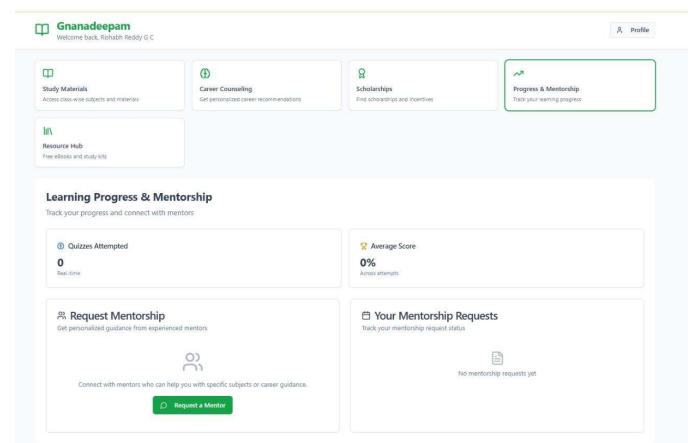 Gnanadeepam
Welcome back, Rishabh Reddy G C
Profile
Study Materials
Access class-wise subjects and materials
Career Counseling
Get personalized career recommendations
Scholarships
Find scholarships and incentives
Progress & Mentorship
Track your learning progress
Resource Hub
Free eBooks and study kits
Learning Progress & Mentorship
Track your progress and connect with mentors
Quizzes Attempted
0
Real-time
Average Score
0%
Across attempts
Request Mentorship
Get personalized guidance from experienced mentors
Connect with mentors who can help you with specific subjects or career guidance.
Request a Mentor
Your Mentorship Requests
Track your mentorship request status
No mentorship requests yet